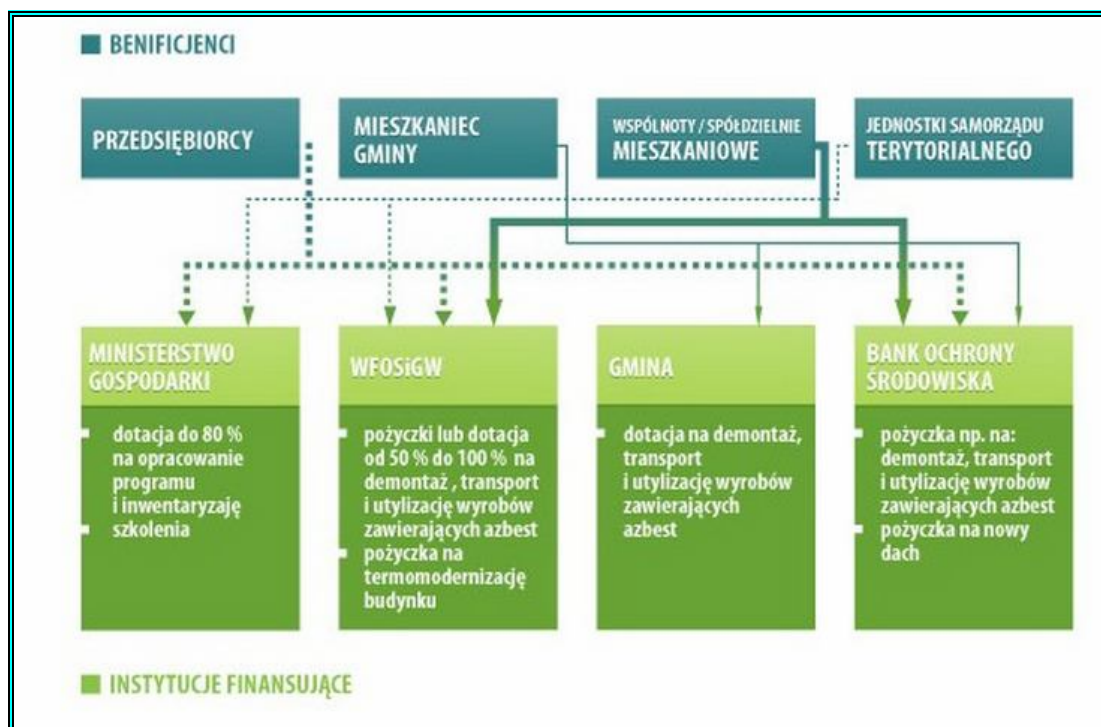 BENIFICJENCI
PRZEDSIĘBIORCY
MIESZKANIEC
GMINY
WSPÓLNOTY / SPÓŁDZIELNIE
MIESZKANIOWE
JEDNOSTKI SAMORZĄDU
TERYTORIALNEGO
MINISTERSTWO
GOSPODARKI
dotacja do 80 %
na opracowanie
programu
i inwentaryzaję
szkolenia
WFOSiGW
pożyczki lub dotacja
od 50 % do 100 % na
demontaż , transport
i utylizację wyrobów
zawierających azbest
pożyczka na
termomodernizację
budynku
GMINA
dotacja na demontaż,
transport
i utylizację wyrobów
zawierających
azbest
BANK OCHRONY
ŚRODOWISKA
pożyczka np. na:
demontaż, transport
i utylizację wyrobów
zawierających azbest
pożyczka na nowy
dach
INSTYTUCJE FINANSUJĄCE